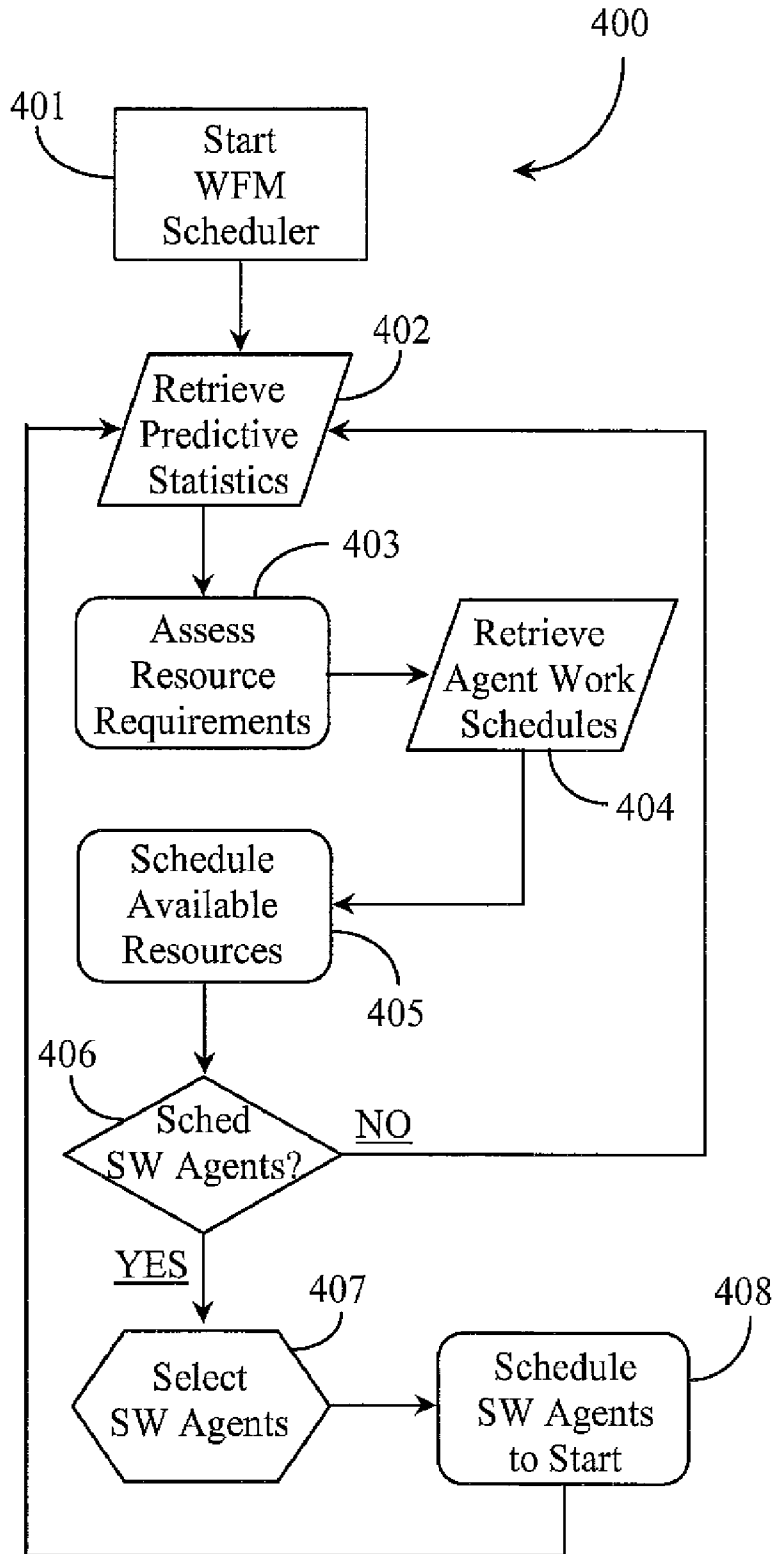 400
401
Start
WFM
Scheduler
402
Retrieve
Predictive
Statistics
403
Assess
Resource
Requirements
Retrieve
Agent Work
Schedules
404
Schedule
Available
Resources
405
406
Sched
SW Agents?
NO
YES
407
Select
SW Agents
408
Schedule
SW Agents
to Start